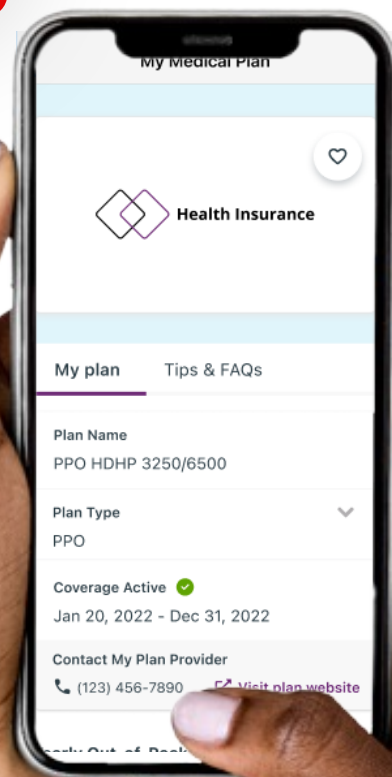 My Medical Plan
Health Insurance
My plan
Tips & FAQs
Plan Name
PPO HDHP 3250/6500
Plan Type
PPO
Coverage Active
Jan 20, 2022 - Dec 31, 2022
Contact My Plan Provider
(123) 456-7890 Visit plan website